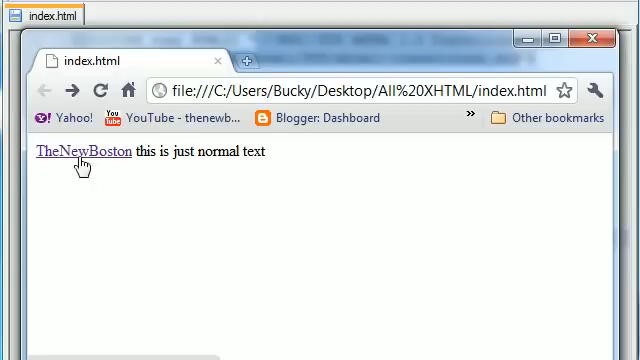 index.html
index.html
file:///C:/Users/Bucky/Desktop/All%20XHTML/index.html
Yahoo! YouTube - thenewb... Blogger: Dashboard » Other bookmarks
TheNewBoston this is just normal text